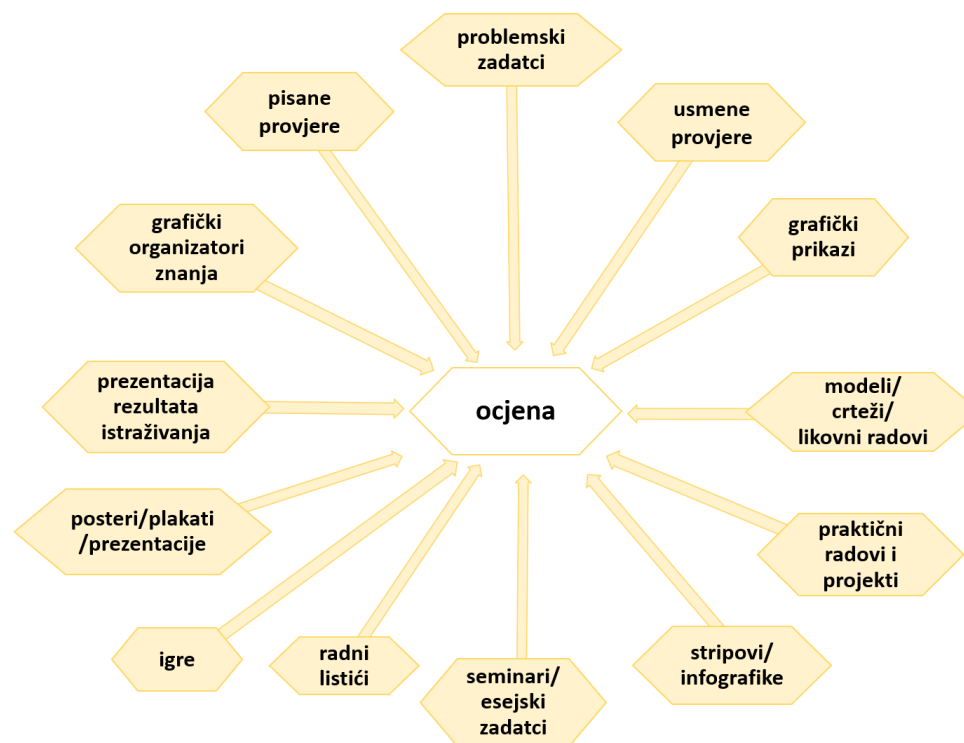 problemski
zadatci
pisane
provjere
usmene
provjere
grafički
organizatori
znanja
grafički
prikazi
prezentacija
rezultata
istraživanja
ocjena
modeli/
crteži/
likovni radovi
posteri/plakati
/prezentacije
praktični
radovi i
projekti
igre
radni
listići
seminari/
esejski
zadatci
stripovi/
infografike